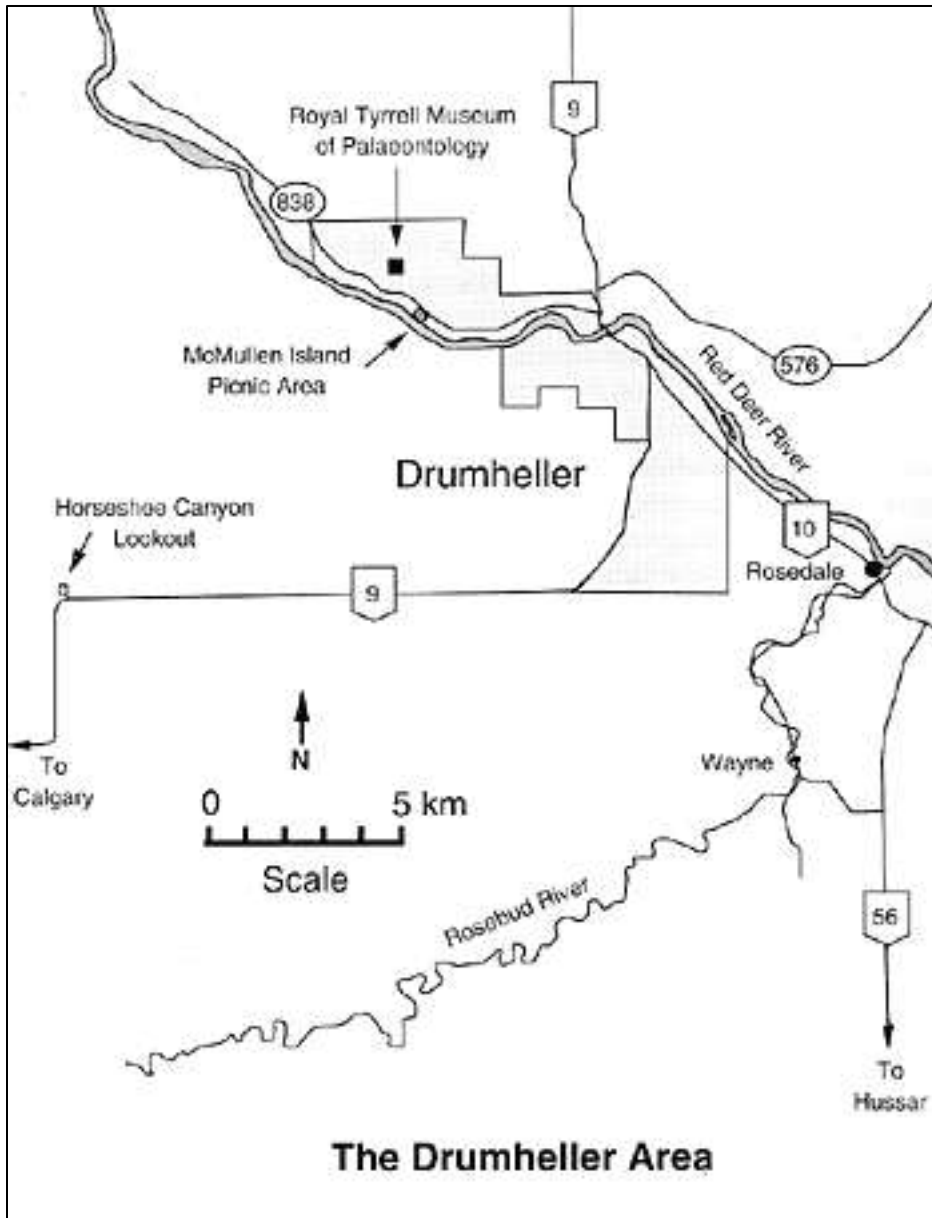 9
Royal Tyrrell Museum
of Palaeontology
838
McMullen Island
Picnic Area
576
Red Deer River
Drumheller
Horseshoe Canyon
Lookout
10
Rosedale
9
N
To
Calgary
0 5 km
Scale
Wayne
Rosebud River
56
To
Hussar
The Drumheller Area